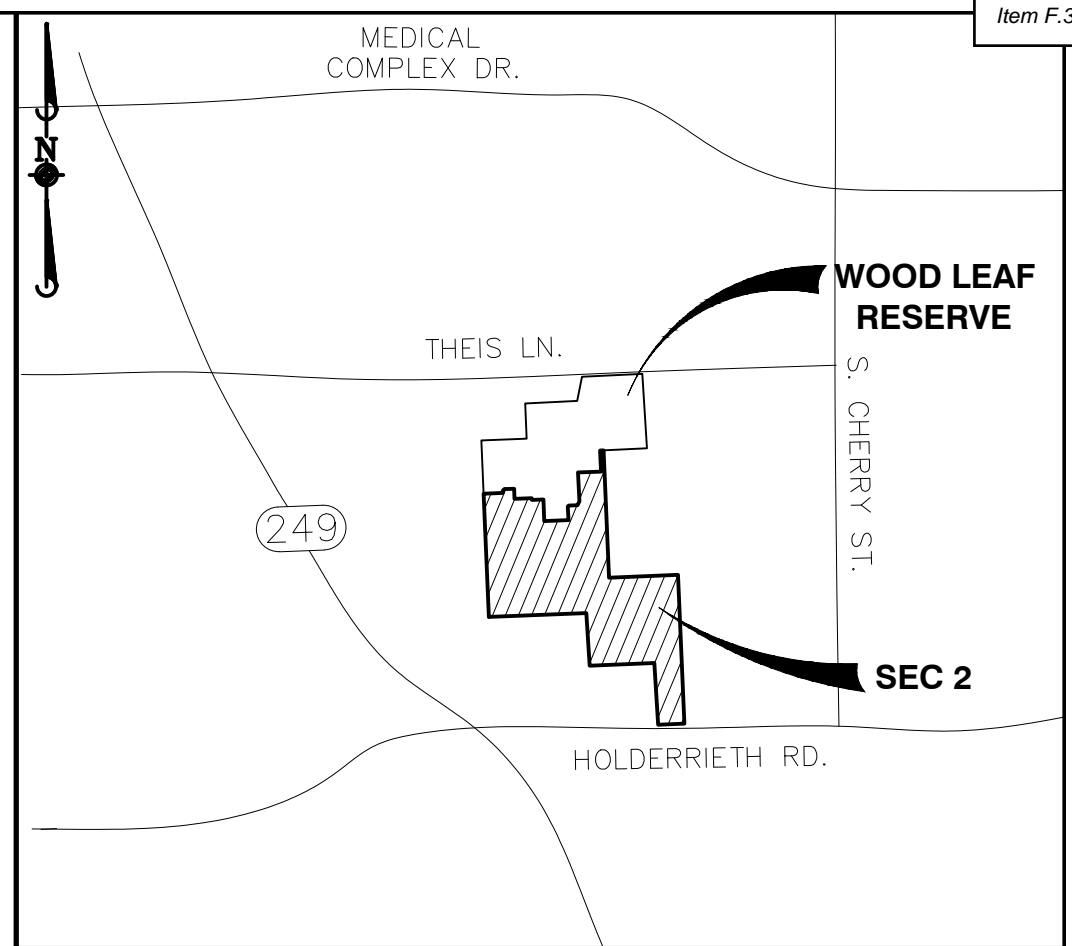 Item F.3
MEDICAL
COMPLEX DR.
N
WOOD LEAF
RESERVE
THEIS LN.
S. CHERRY ST.
249
SEC 2
HOLDERRIETH RD.